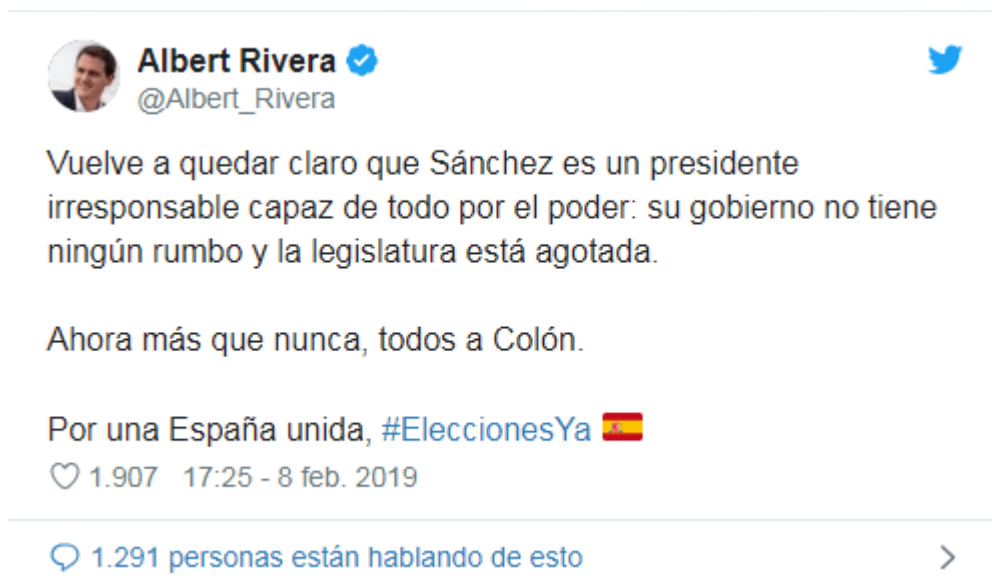 Albert Rivera
@Albert_Rivera
Vuelve a quedar claro que Sánchez es un presidente
irresponsable capaz de todo por el poder: su gobierno no tiene
ningún rumbo y la legislatura está agotada.
Ahora más que nunca, todos a Colón.
Por una España unida, #EleccionesYa 🇪🇸
1.907 17:25 - 8 feb. 2019
1.291 personas están hablando de esto